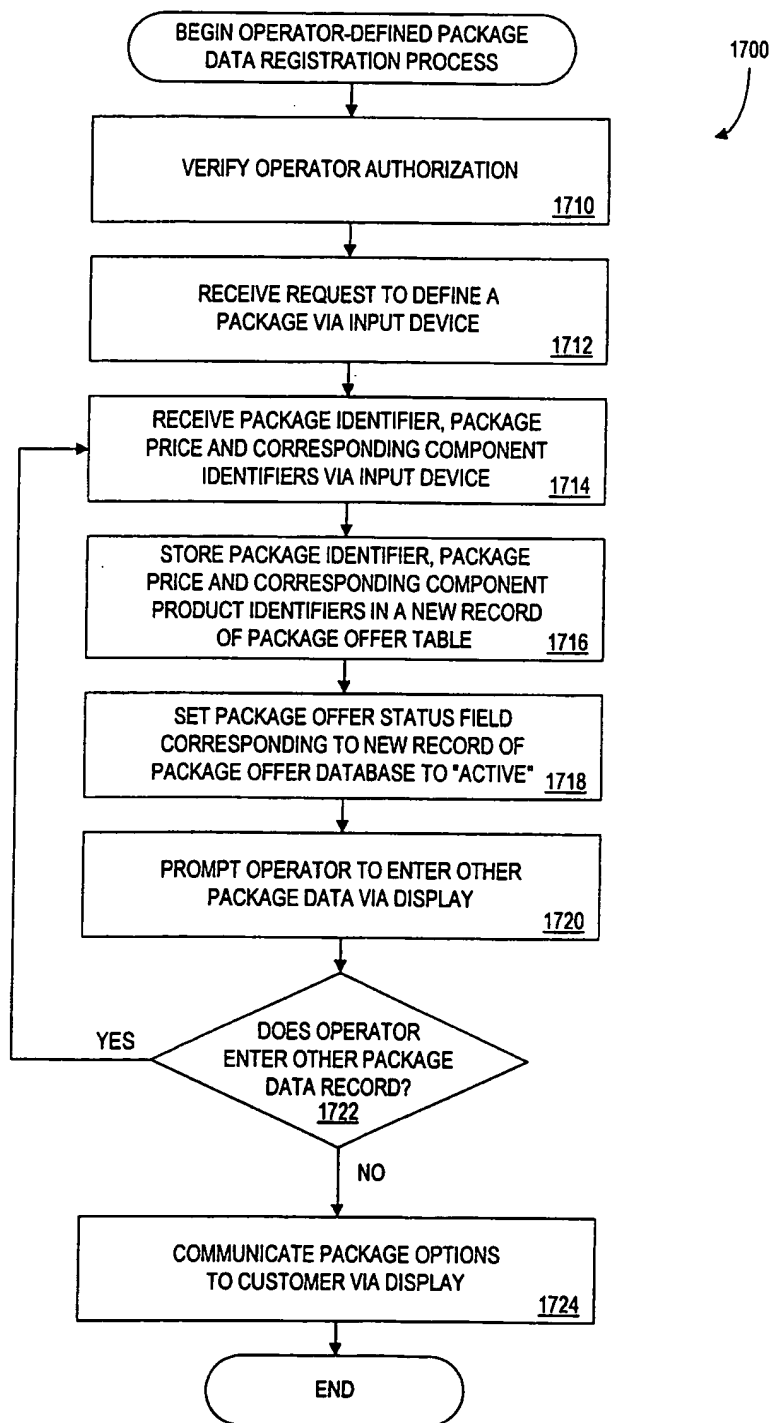 BEGIN OPERATOR-DEFINED PACKAGE
DATA REGISTRATION PROCESS
1700
VERIFY OPERATOR AUTHORIZATION
1710
RECEIVE REQUEST TO DEFINE A
PACKAGE VIA INPUT DEVICE
1712
RECEIVE PACKAGE IDENTIFIER, PACKAGE
PRICE AND CORRESPONDING COMPONENT
IDENTIFIERS VIA INPUT DEVICE
1714
STORE PACKAGE IDENTIFIER, PACKAGE
PRICE AND CORRESPONDING COMPONENT
PRODUCT IDENTIFIERS IN A NEW RECORD
OF PACKAGE OFFER TABLE
1716
SET PACKAGE OFFER STATUS FIELD
CORRESPONDING TO NEW RECORD OF
PACKAGE OFFER DATABASE TO "ACTIVE"
1718
PROMPT OPERATOR TO ENTER OTHER
PACKAGE DATA VIA DISPLAY
1720
YES
DOES OPERATOR
ENTER OTHER PACKAGE
DATA RECORD?
1722
NO
COMMUNICATE PACKAGE OPTIONS
TO CUSTOMER VIA DISPLAY
1724
END